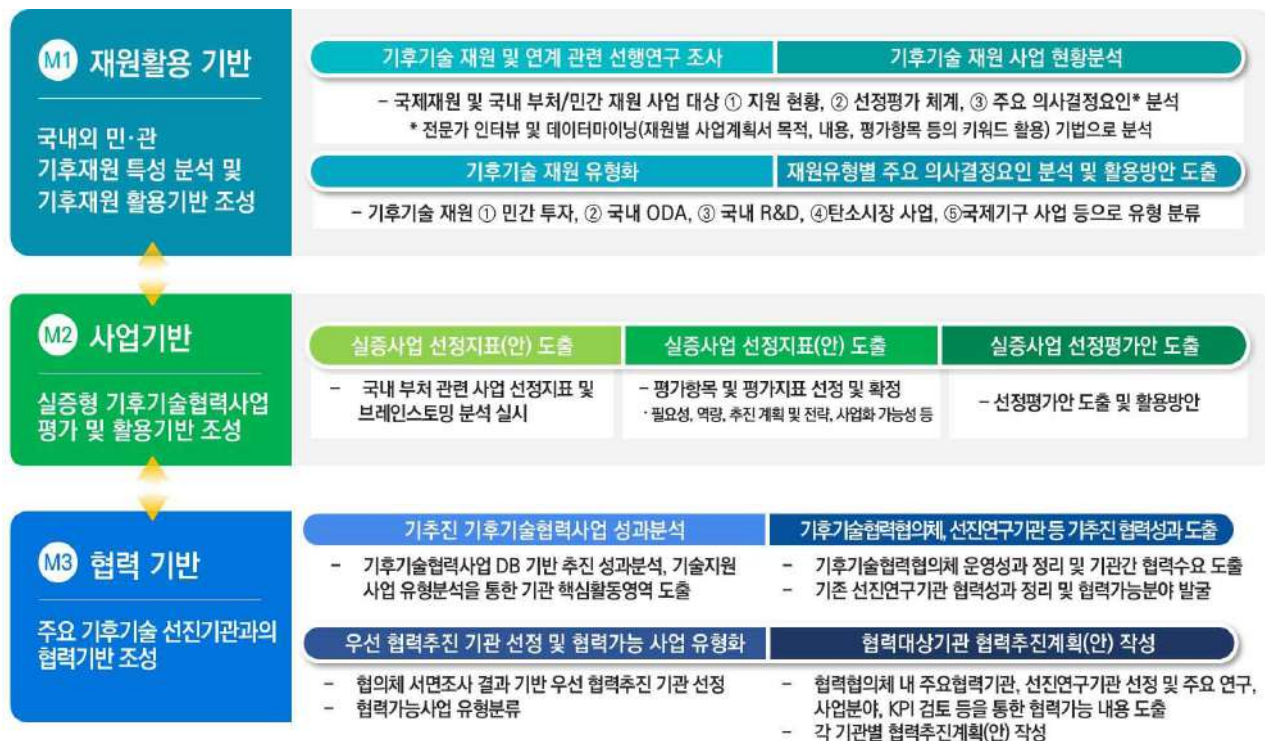 M1 재원활용 기반
국내외 민·관
기후재원 특성 분석 및
기후재원 활용기반 조성
기후기술 재원 및 연계 관련 선행연구 조사
기후기술 재원 사업 현황분석
- 국제재원 및 국내 부처/민간 재원 사업 대상 ① 지원 현황, ② 선정평가 체계, ③ 주요 의사결정요인* 분석
* 전문가 인터뷰 및 데이터마이닝(재원별 사업계획서 목적, 내용, 평가항목 등의 키워드 활용) 기법으로 분석
기후기술 재원 유형화
재원유형별 주요 의사결정요인 분석 및 활용방안 도출
- 기후기술 재원 ① 민간 투자, ② 국내 ODA, ③ 국내 R&D, ④탄소시장 사업, ⑤국제기구 사업 등으로 유형 분류
M2 사업기반
실증형 기후기술협력사업
평가 및 활용기반 조성
실증사업 선정지표(안) 도출
실증사업 선정지표(안) 도출
실증사업 선정평가안 도출
- 국내 부처 관련 사업 선정지표 및
브레인스토밍 분석 실시
- 평가항목 및 평가지표 선정 및 확정
· 필요성, 역량, 추진 계획 및 전략, 사업화 가능성 등
- 선정평가안 도출 및 활용방안
M3 협력 기반
주요 기후기술 선진기관과의
협력기반 조성
기추진 기후기술협력사업 성과분석
기후기술협력협의체, 선진연구기관 등 기추진 협력성과 도출
- 기후기술협력사업 DB 기반 추진 성과분석, 기술지원
사업 유형분석을 통한 기관 핵심활동영역 도출
- 기후기술협력협의체 운영성과 정리 및 기관간 협력수요 도출
- 기존 선진연구기관 협력성과 정리 및 협력가능분야 발굴
우선 협력추진 기관 선정 및 협력가능 사업 유형화
협력대상기관 협력추진계획(안) 작성
- 협의체 서면조사 결과 기반 우선 협력추진 기관 선정
- 협력가능사업 유형분류
- 협력협의체 내 주요협력기관, 선진연구기관 선정 및 주요 연구,
사업분야, KPI 검토 등을 통한 협력가능 내용 도출
- 각 기관별 협력추진계획(안) 작성